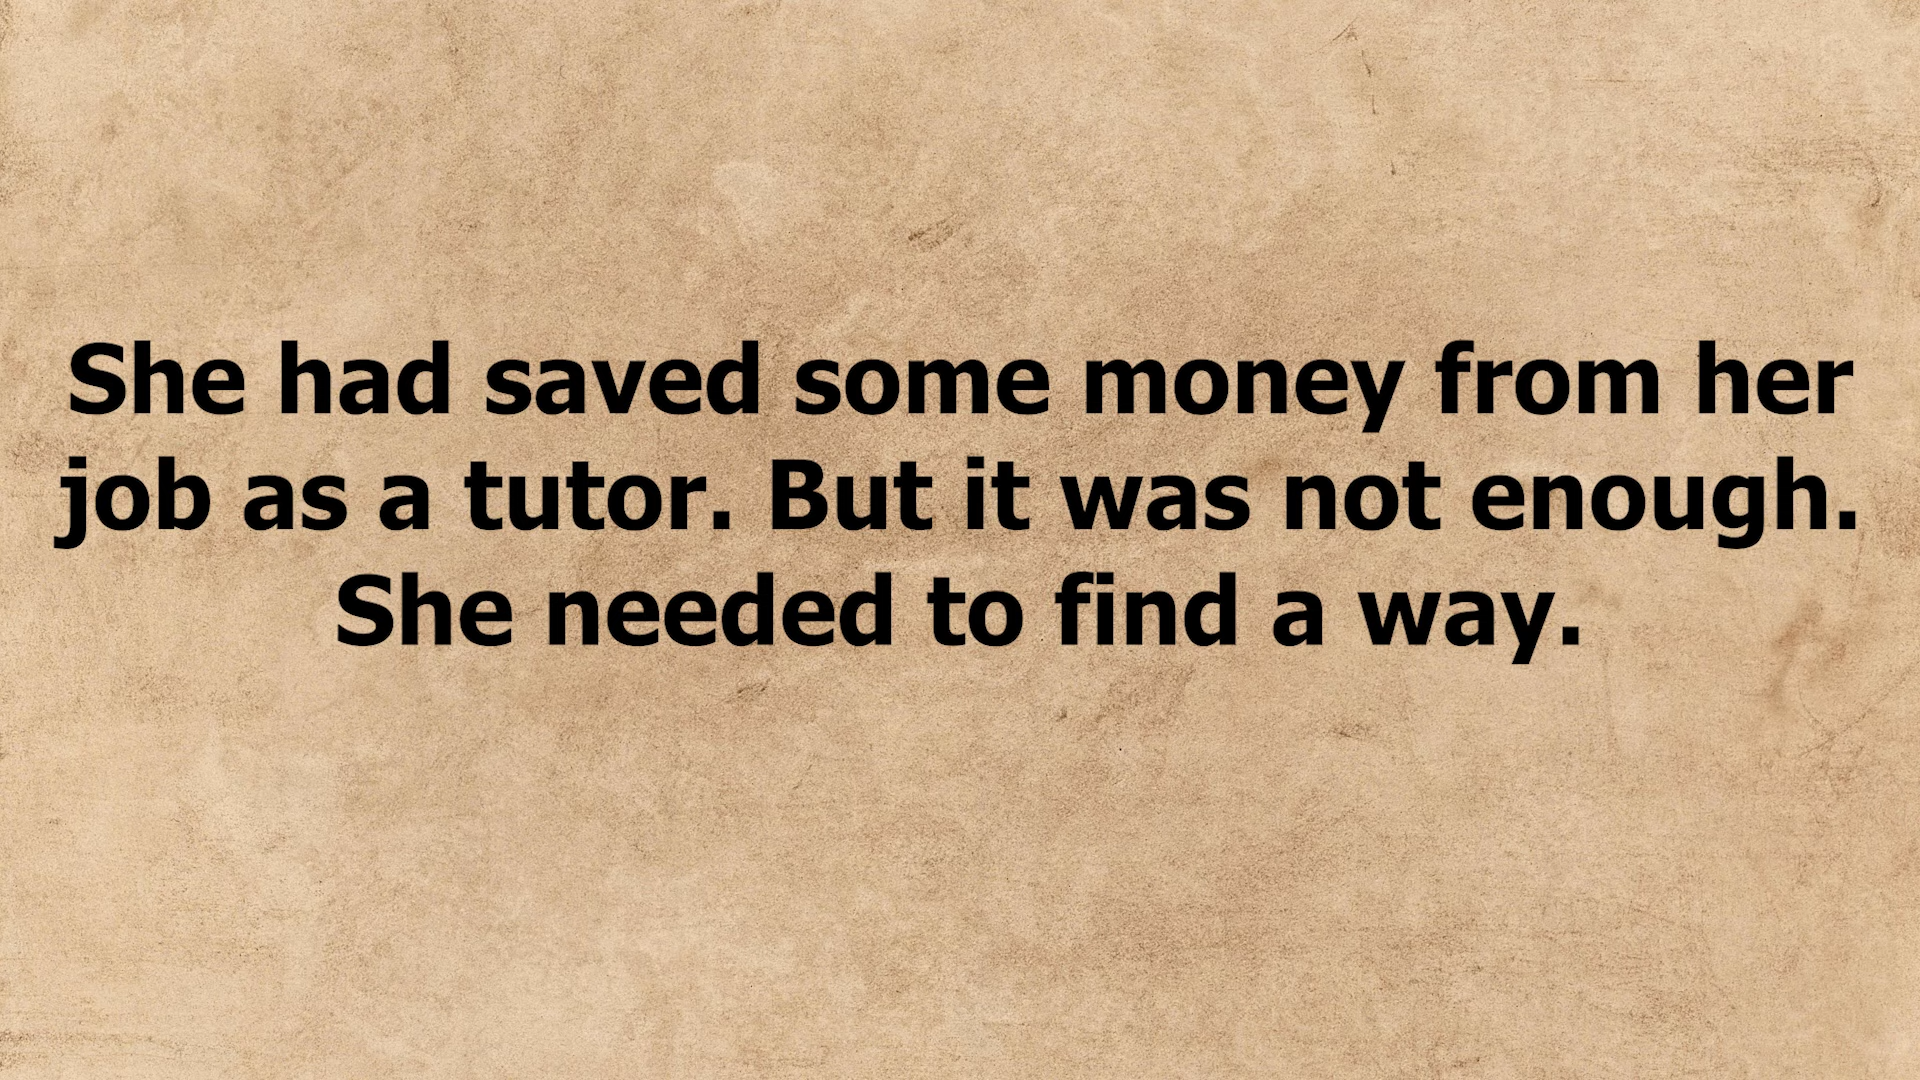 She had saved some money from her
job as a tutor. But it was not enough.
She needed to find a way.